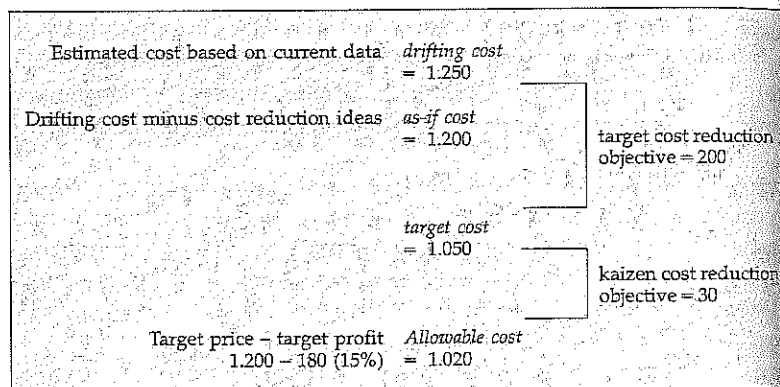 Estimated cost based on current data drifting cost
= 1.250
Drifting cost minus cost reduction ideas as-if cost
= 1.200
target cost reduction
objective = 200
target cost
= 1.050
kaizen cost reduction
objective = 30
Target price – target profit Allowable cost
1.200 – 180 (15%) = 1.020